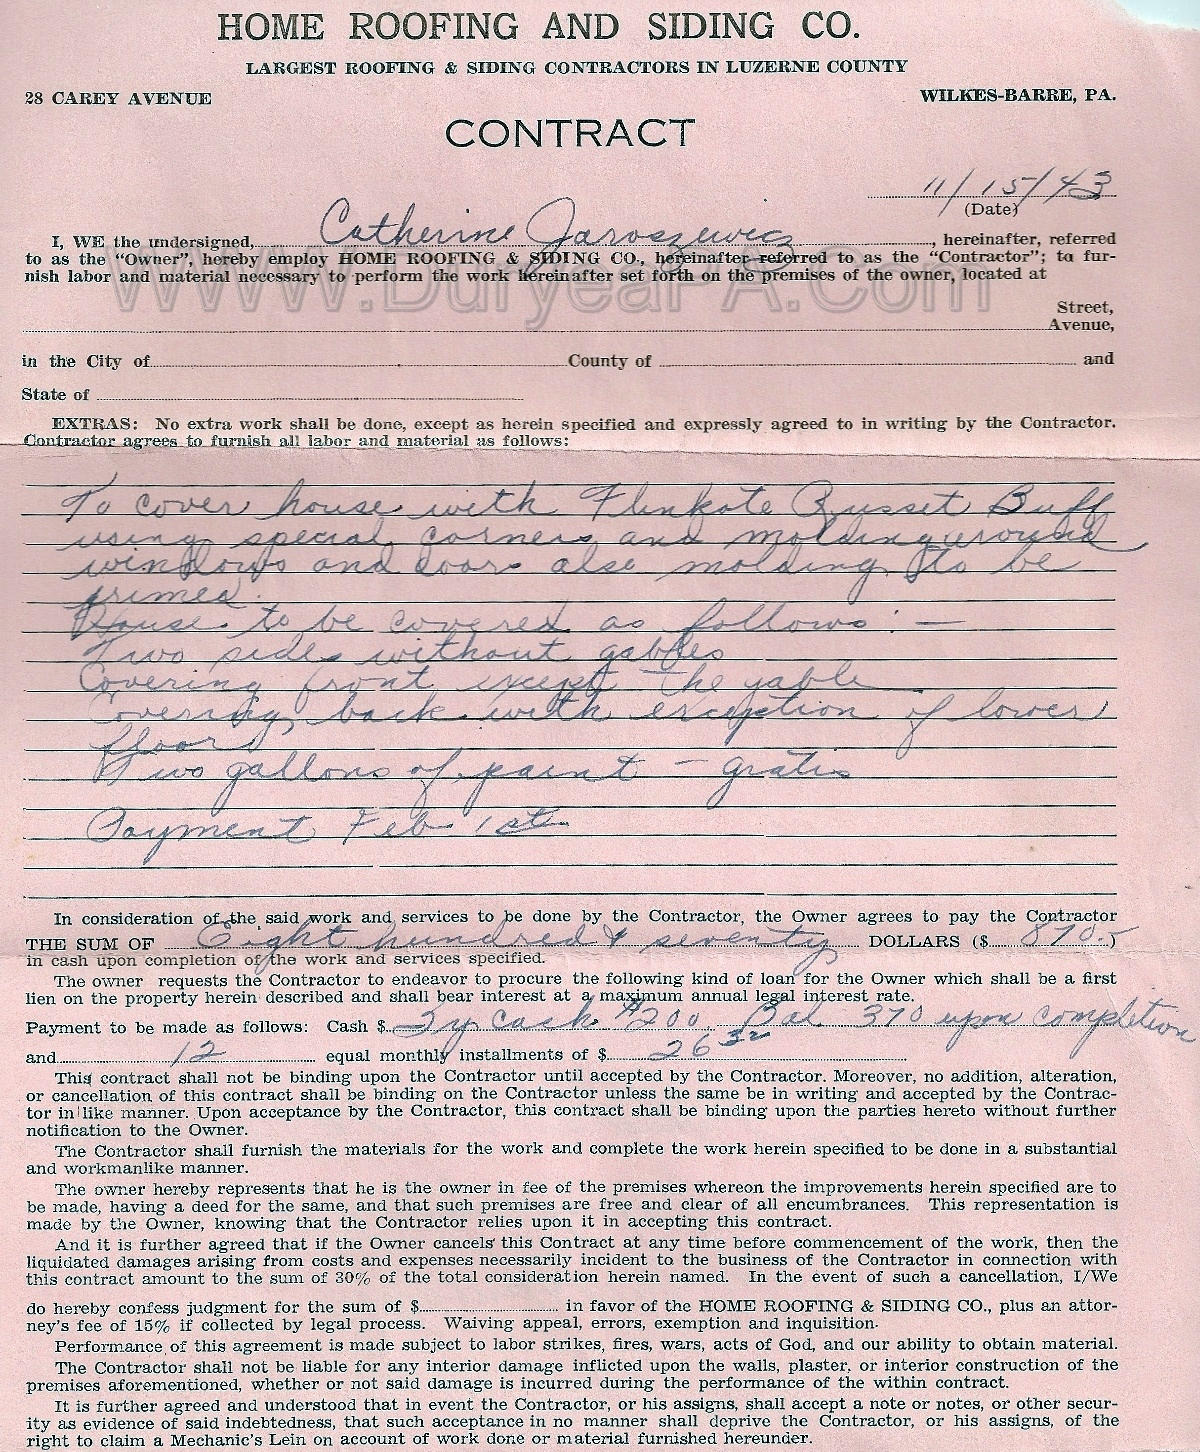 HOME ROOFING AND SIDING CO.
LARGEST ROOFING & SIDING CONTRACTORS IN LUZERNE COUNTY
28 CAREY AVENUE WILKES-BARRE, PA.
CONTRACT
11/15/43
(Date)
I, WE the undersigned, Catherine Jaroszewicz, hereinafter, referred
to as the "Owner", hereby employ HOME ROOFING & SIDING CO., hereinafter referred to as the "Contractor"; to fur-
nish labor and material necessary to perform the work hereinafter set forth on the premises of the owner, located at
www.DuryeaPA.Com
Street,
Avenue,
in the City of County of and
State of
EXTRAS: No extra work shall be done, except as herein specified and expressly agreed to in writing by the Contractor.
Contractor agrees to furnish all labor and material as follows:
To cover house with Flinkote Russet Buff
using special corners and molding around
windows and doors also molding to be
primed.
House to be covered as follows: —
Two sides without gables
Covering front except the gable
Covering back with exception of lower
floor
Two gallons of paint — gratis
Payment Feb 1st
In consideration of the said work and services to be done by the Contractor, the Owner agrees to pay the Contractor
THE SUM OF Eight hundred & seventy DOLLARS ($ 870.- )
in cash upon completion of the work and services specified.
The owner requests the Contractor to endeavor to procure the following kind of loan for the Owner which shall be a first
lien on the property herein described and shall bear interest at a maximum annual legal interest rate.
Payment to be made as follows: Cash $ cash $200 Bal 370 upon completion
and 12 equal monthly installments of $ 26 32
This contract shall not be binding upon the Contractor until accepted by the Contractor. Moreover, no addition, alteration,
or cancellation of this contract shall be binding on the Contractor unless the same be in writing and accepted by the Contrac-
tor in like manner. Upon acceptance by the Contractor, this contract shall be binding upon the parties hereto without further
notification to the Owner.
The Contractor shall furnish the materials for the work and complete the work herein specified to be done in a substantial
and workmanlike manner.
The owner hereby represents that he is the owner in fee of the premises whereon the improvements herein specified are to
be made, having a deed for the same, and that such premises are free and clear of all encumbrances. This representation is
made by the Owner, knowing that the Contractor relies upon it in accepting this contract.
And it is further agreed that if the Owner cancels this Contract at any time before commencement of the work, then the
liquidated damages arising from costs and expenses necessarily incident to the business of the Contractor in connection with
this contract amount to the sum of 30% of the total consideration herein named. In the event of such a cancellation, I/We
do hereby confess judgment for the sum of $ in favor of the HOME ROOFING & SIDING CO., plus an attor-
ney's fee of 15% if collected by legal process. Waiving appeal, errors, exemption and inquisition.
Performance of this agreement is made subject to labor strikes, fires, wars, acts of God, and our ability to obtain material.
The Contractor shall not be liable for any interior damage inflicted upon the walls, plaster, or interior construction of the
premises aforementioned, whether or not said damage is incurred during the performance of the within contract.
It is further agreed and understood that in event the Contractor, or his assigns, shall accept a note or notes, or other secur-
ity as evidence of said indebtedness, that such acceptance in no manner shall deprive the Contractor, or his assigns, of the
right to claim a Mechanic's Lein on account of work done or material furnished hereunder.